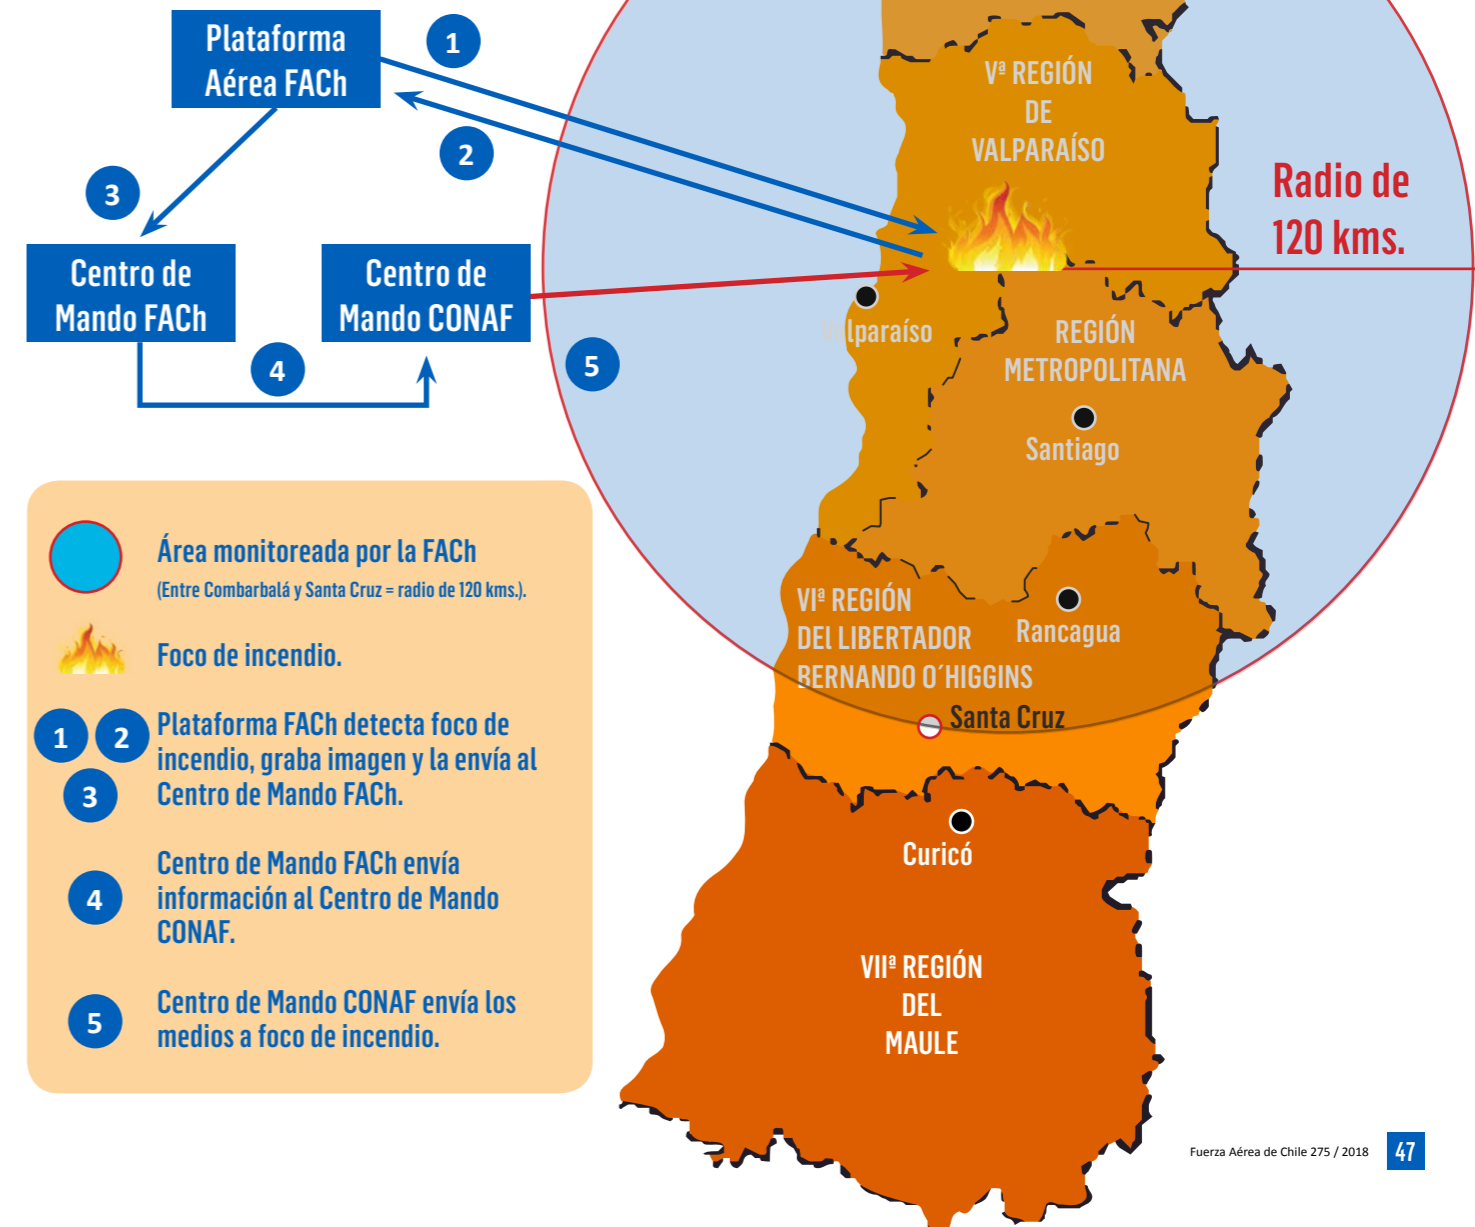 Plataforma
Aérea FACh
1
2
3
Centro de
Mando FACh
Centro de
Mando CONAF
4
5
Vª REGIÓN
DE
VALPARAÍSO
Radio de
120 kms.
Valparaíso
REGIÓN
METROPOLITANA
Santiago
VIª REGIÓN
DEL LIBERTADOR
BERNANDO O´HIGGINS
Rancagua
Santa Cruz
Curicó
VIIª REGIÓN
DEL
MAULE
Área monitoreada por la FACh
(Entre Combarbalá y Santa Cruz = radio de 120 kms.).
Foco de incendio.
1 2
3
Plataforma FACh detecta foco de
incendio, graba imagen y la envía al
Centro de Mando FACh.
4
Centro de Mando FACh envía
información al Centro de Mando
CONAF.
5
Centro de Mando CONAF envía los
medios a foco de incendio.
Fuerza Aérea de Chile 275 / 2018
47